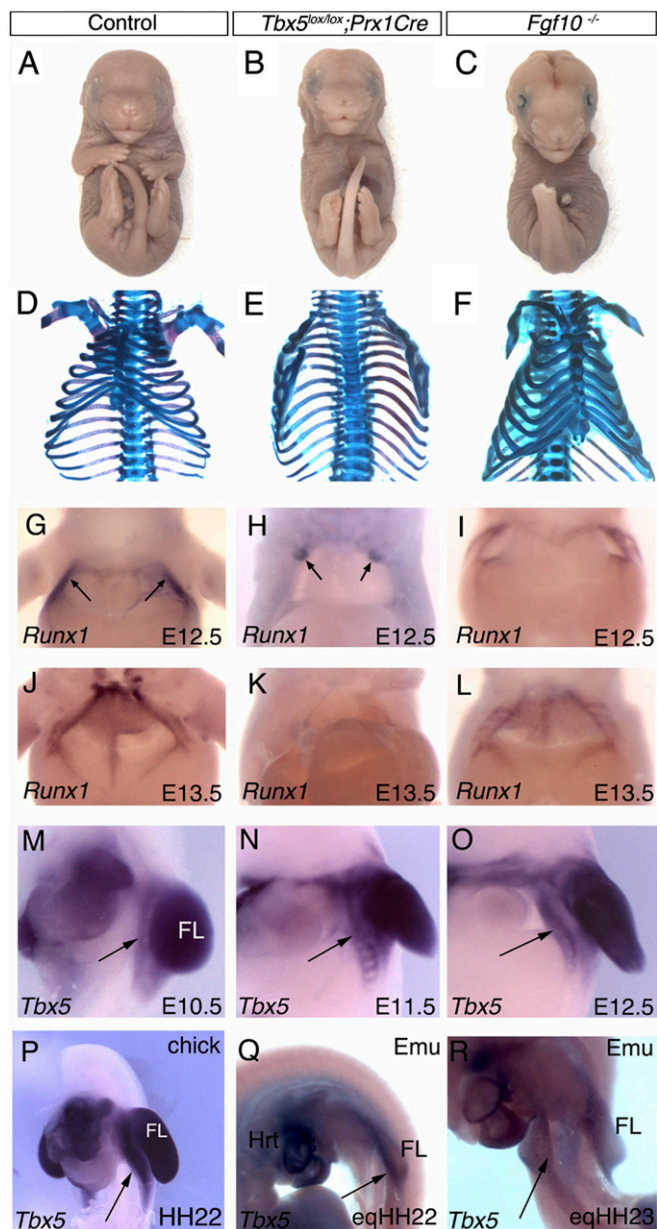 Control
Tbx5lox/lox;Prx1Cre
Fgf10 -/-
A
B
C
D
E
F
G
Runx1
E12.5
H
E12.5
I
Runx1
E12.5
J
Runx1
E13.5
K
Runx1
E13.5
L
Runx1
E13.5
M
FL
Tbx5
E10.5
N
Tbx5
E11.5
O
Tbx5
E12.5
P
chick
FL
Tbx5
HH22
Q
Emu
Hrt
FL
Tbx5
eqHH22
R
Emu
FL
Tbx5
eqHH23